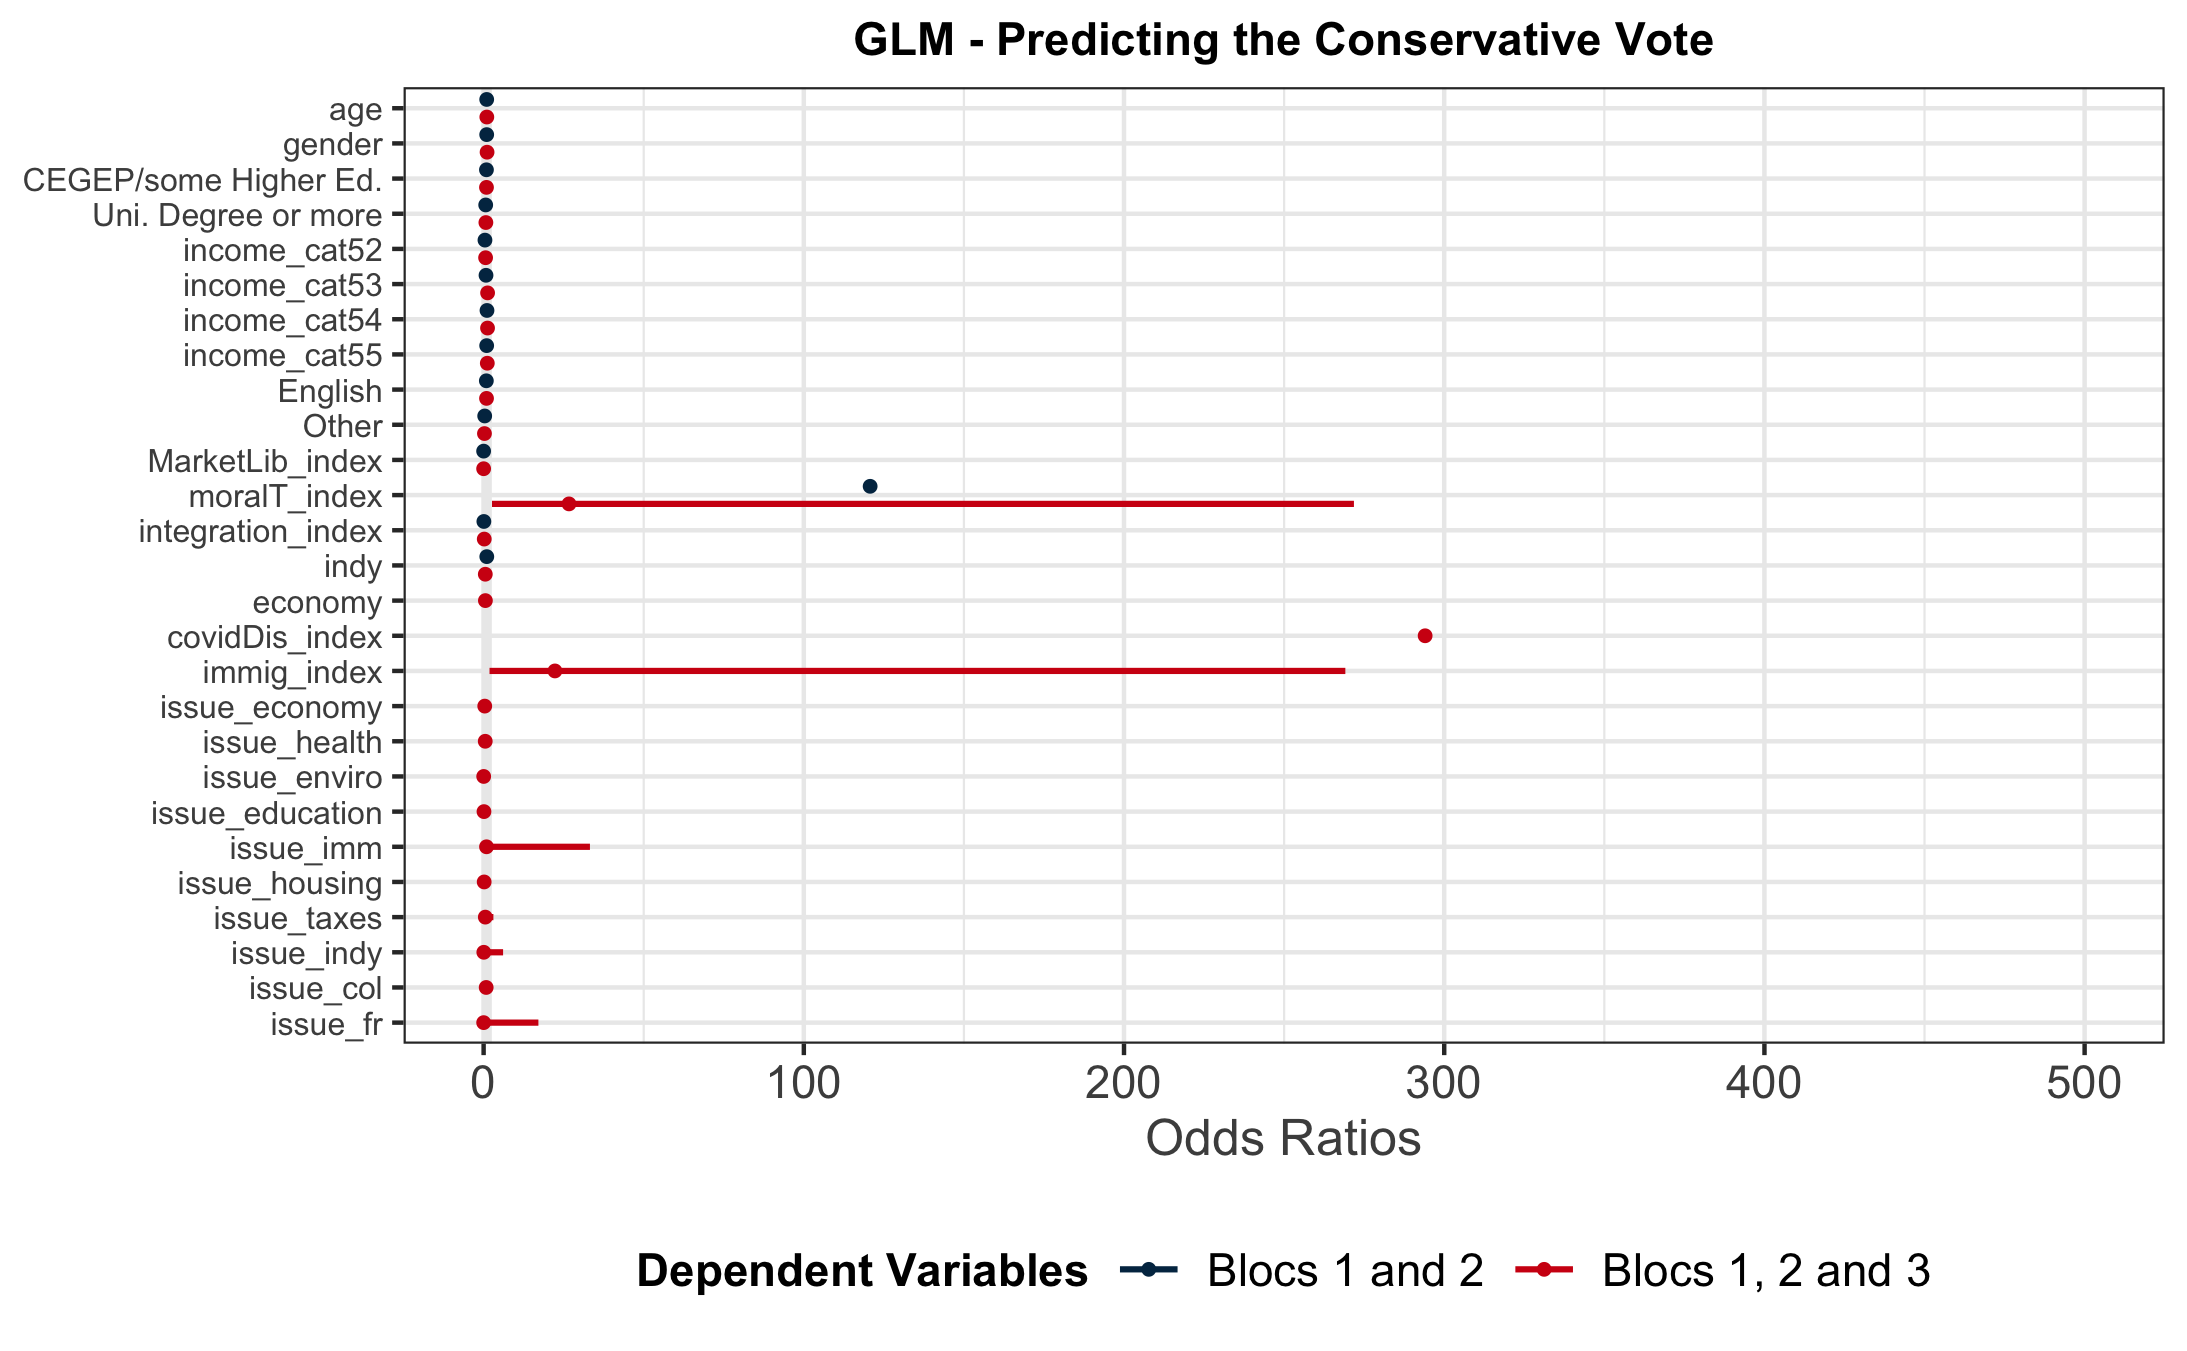 GLM - Predicting the Conservative Vote
age
gender
CEGEP/some Higher Ed.
Uni. Degree or more
income_cat52
income_cat53
income_cat54
income_cat55
English
Other
MarketLib_index
moralT_index
integration_index
indy
economy
covidDis_index
immig_index
issue_economy
issue_health
issue_enviro
issue_education
issue_imm
issue_housing
issue_taxes
issue_indy
issue_col
issue_fr
0 100 200 300 400 500
Odds Ratios
Dependent Variables Blocs 1 and 2 Blocs 1, 2 and 3